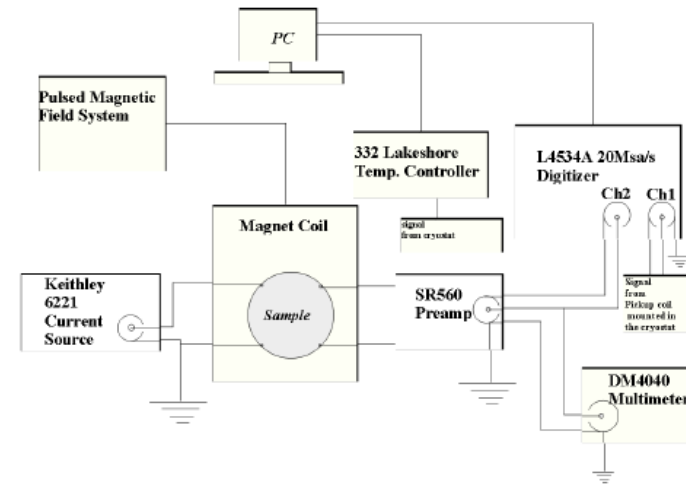 PC
Pulsed Magnetic
Field System
332 Lakeshore
Temp. Controller
L4534A 20Msa/s
Digitizer
Ch2 Ch1
signal
from cryostat
Magnet Coil
Keithley
6221
Current
Source
Sample
SR560
Preamp
Signal
from
Pickup coil
mounted in
the cryostat
DM4040
Multimeter